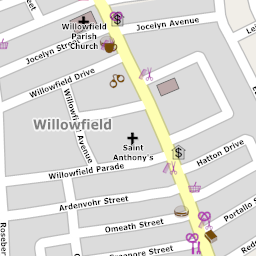 Willowfield
Parish
Church
Jocelyn Avenue
Jocelyn Street
Willowfield Drive
Willowfield
Willowfield Avenue
Saint
Anthony's
Hatton Drive
Willowfield Parade
Ardenvohr Street
Omeath Street
Portallo